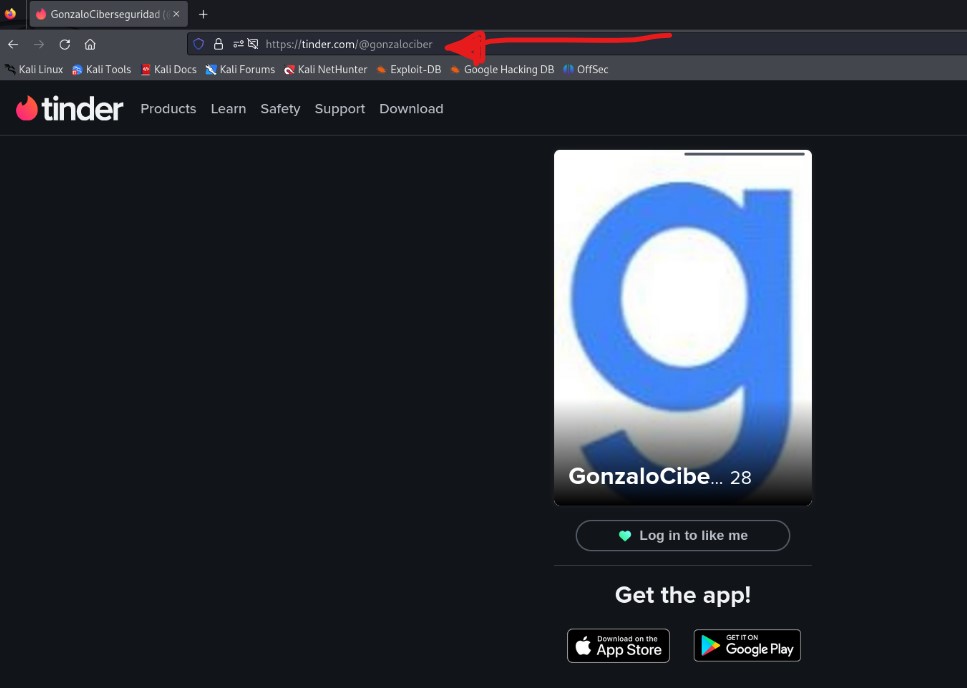 GonzaloCiberseguridad (
https://tinder.com/@gonzalociber
Kali Linux Kali Tools Kali Docs Kali Forums Kali NetHunter Exploit-DB Google Hacking DB OffSec
tinder Products Learn Safety Support Download
g
GonzaloCibe... 28
Log in to like me
Get the app!
Download on the
App Store
GET IT ON
Google Play